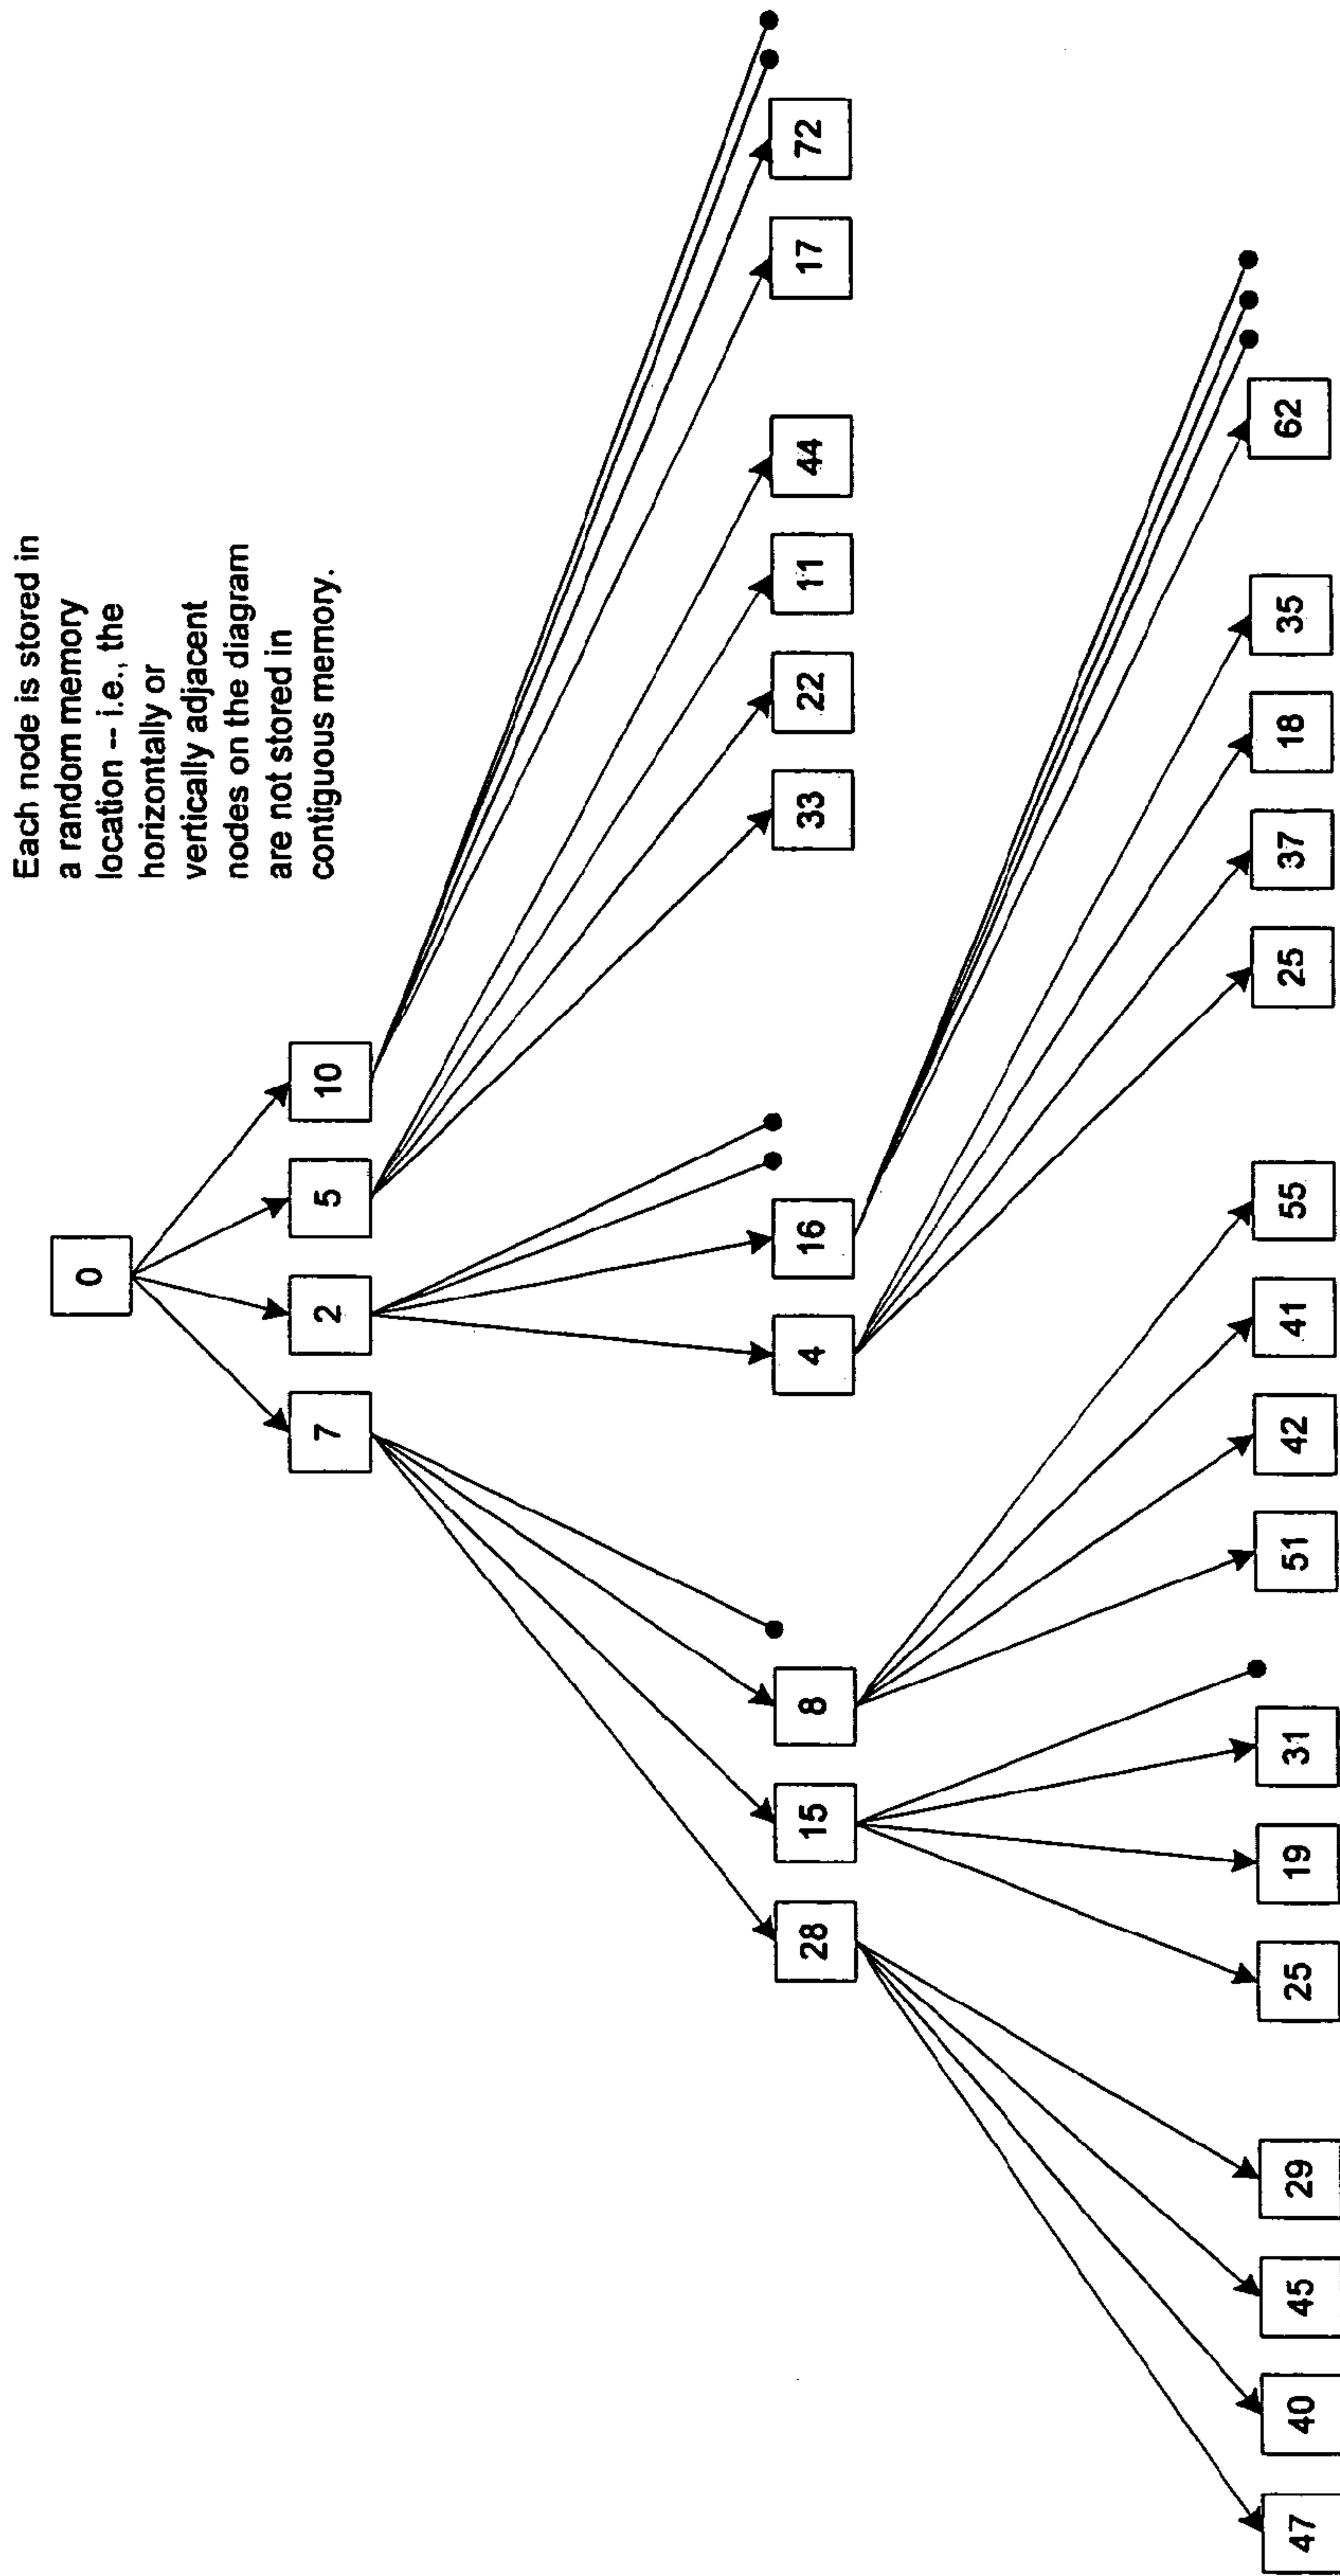 Each node is stored in
a random memory
location -- i.e., the
horizontally or
vertically adjacent
nodes on the diagram
are not stored in
contiguous memory.
0
7 2 5 10
28 15 8 4 16 33 22 11 44 17 72
47 40 45 29 25 19 31 51 42 41 55 25 37 18 35 62